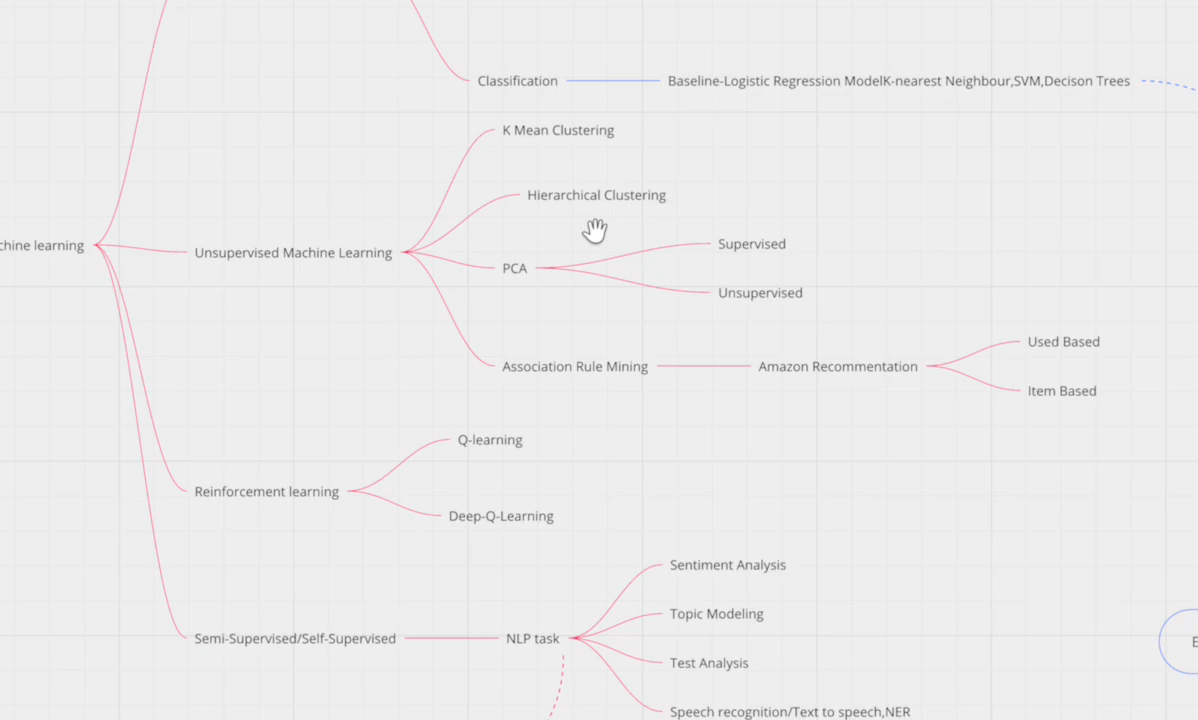 Classification
Baseline-Logistic Regression ModelK-nearest Neighbour,SVM,Decison Trees
K Mean Clustering
Hierarchical Clustering
chine learning
Unsupervised Machine Learning
PCA
Supervised
Unsupervised
Association Rule Mining
Amazon Recommentation
Used Based
Item Based
Reinforcement learning
Q-learning
Deep-Q-Learning
Semi-Supervised/Self-Supervised
NLP task
Sentiment Analysis
Topic Modeling
Test Analysis
Speech recognition/Text to speech,NER